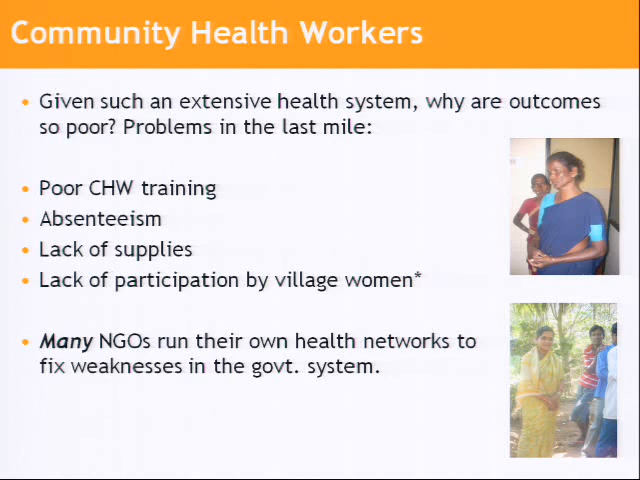 Community Health Workers
• Given such an extensive health system, why are outcomes
so poor? Problems in the last mile:
• Poor CHW training
• Absenteeism
• Lack of supplies
• Lack of participation by village women*
• Many NGOs run their own health networks to
fix weaknesses in the govt. system.